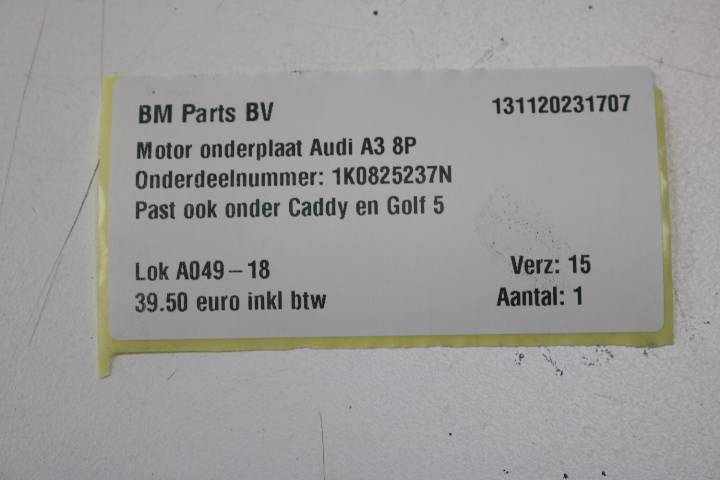 BM Parts BV 131120231707
Motor onderplaat Audi A3 8P
Onderdeelnummer: 1K0825237N
Past ook onder Caddy en Golf 5
Lok A049-18 Verz: 15
39.50 euro inkl btw Aantal: 1